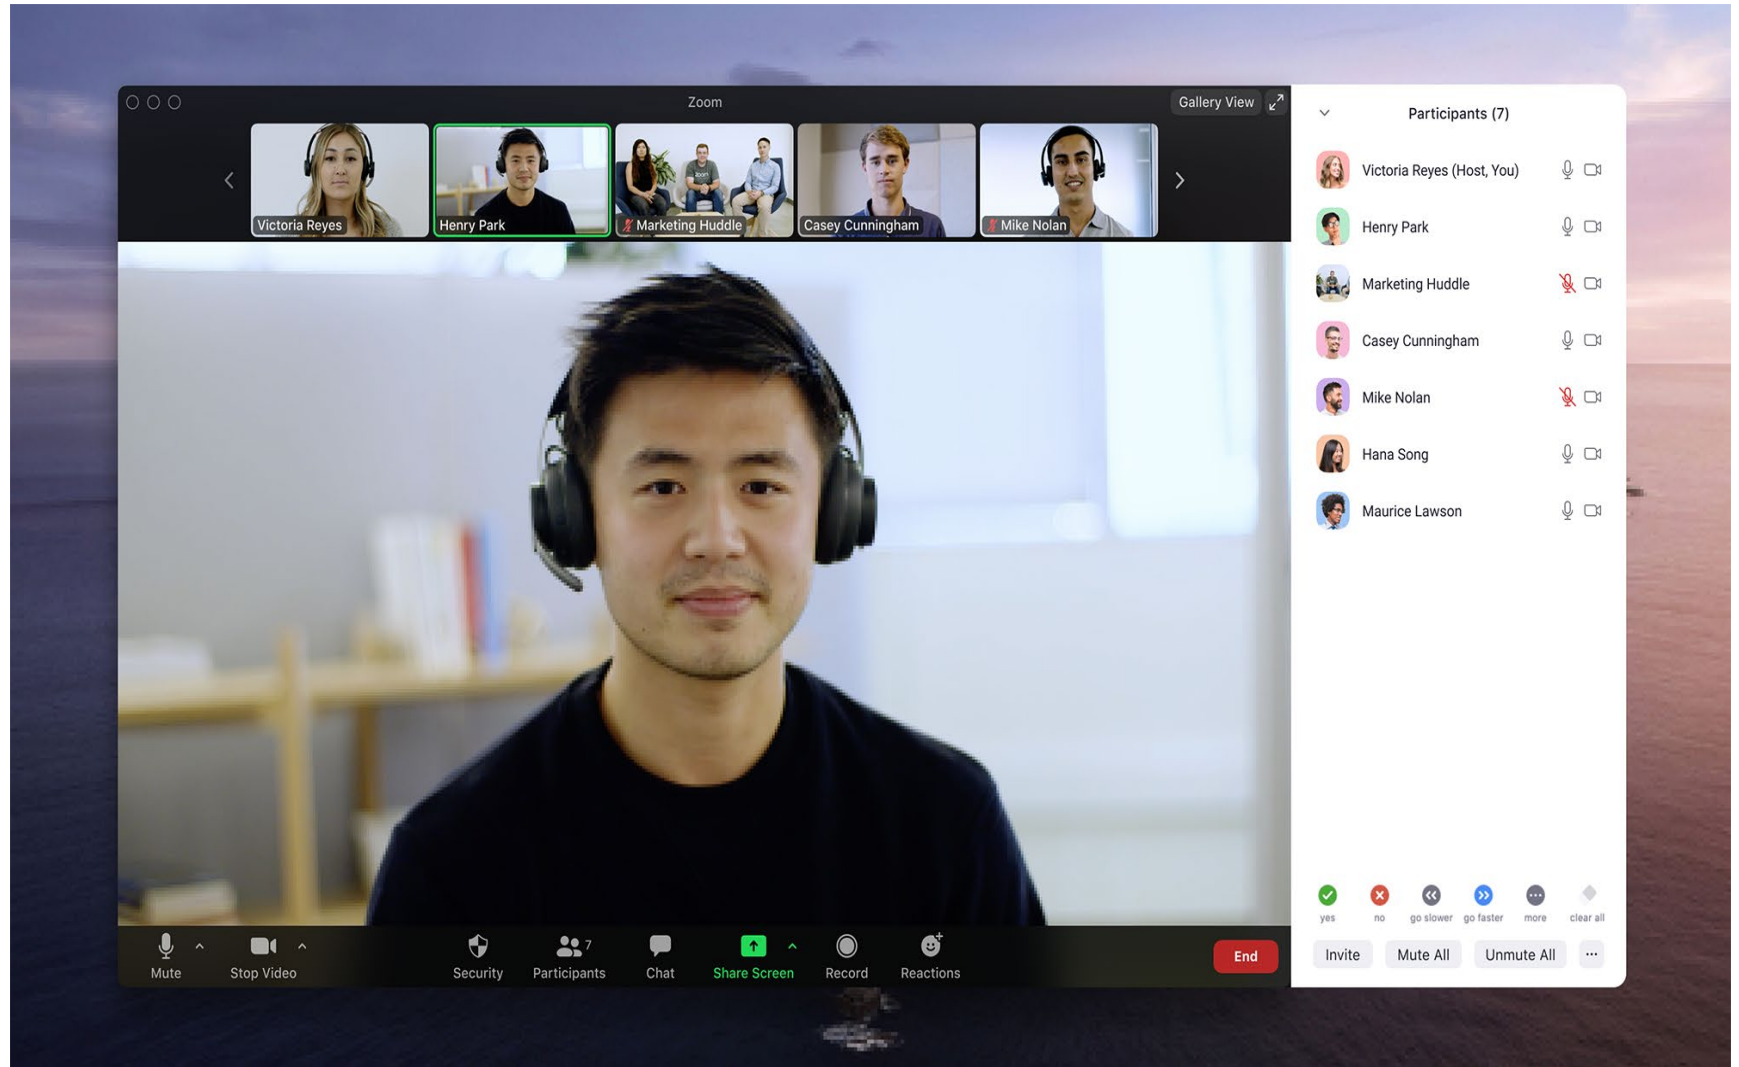 Zoom
Gallery View
Victoria Reyes
Henry Park
Marketing Huddle
Casey Cunningham
Mike Nolan
zoom
Participants (7)
Victoria Reyes (Host, You)
Henry Park
Marketing Huddle
Casey Cunningham
Mike Nolan
Hana Song
Maurice Lawson
yes
no
go slower
go faster
more
clear all
Invite
Mute All
Unmute All
Mute
Stop Video
Security
7
Participants
Chat
Share Screen
Record
Reactions
End